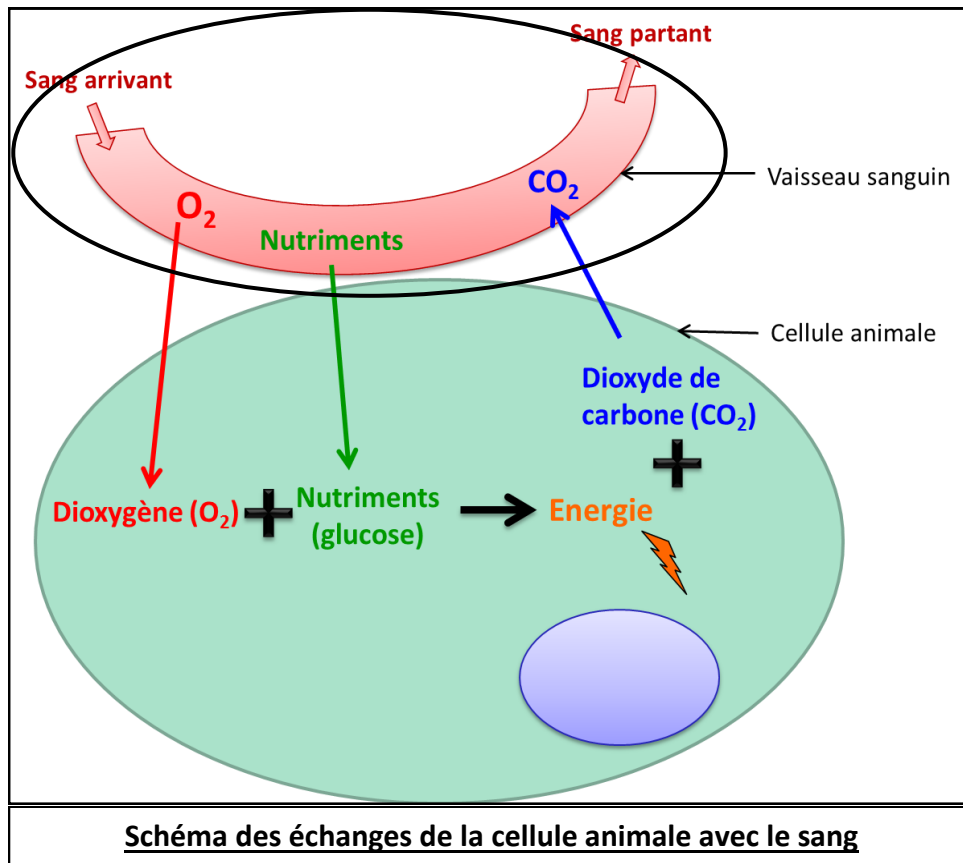 Sang partant
Sang arrivant
CO₂
Vaisseau sanguin
O₂
Nutriments
Cellule animale
Dioxyde de
carbone (CO₂)
Dioxygène (O₂)
+
Nutriments
(glucose)
Energie
+
Schéma des échanges de la cellule animale avec le sang